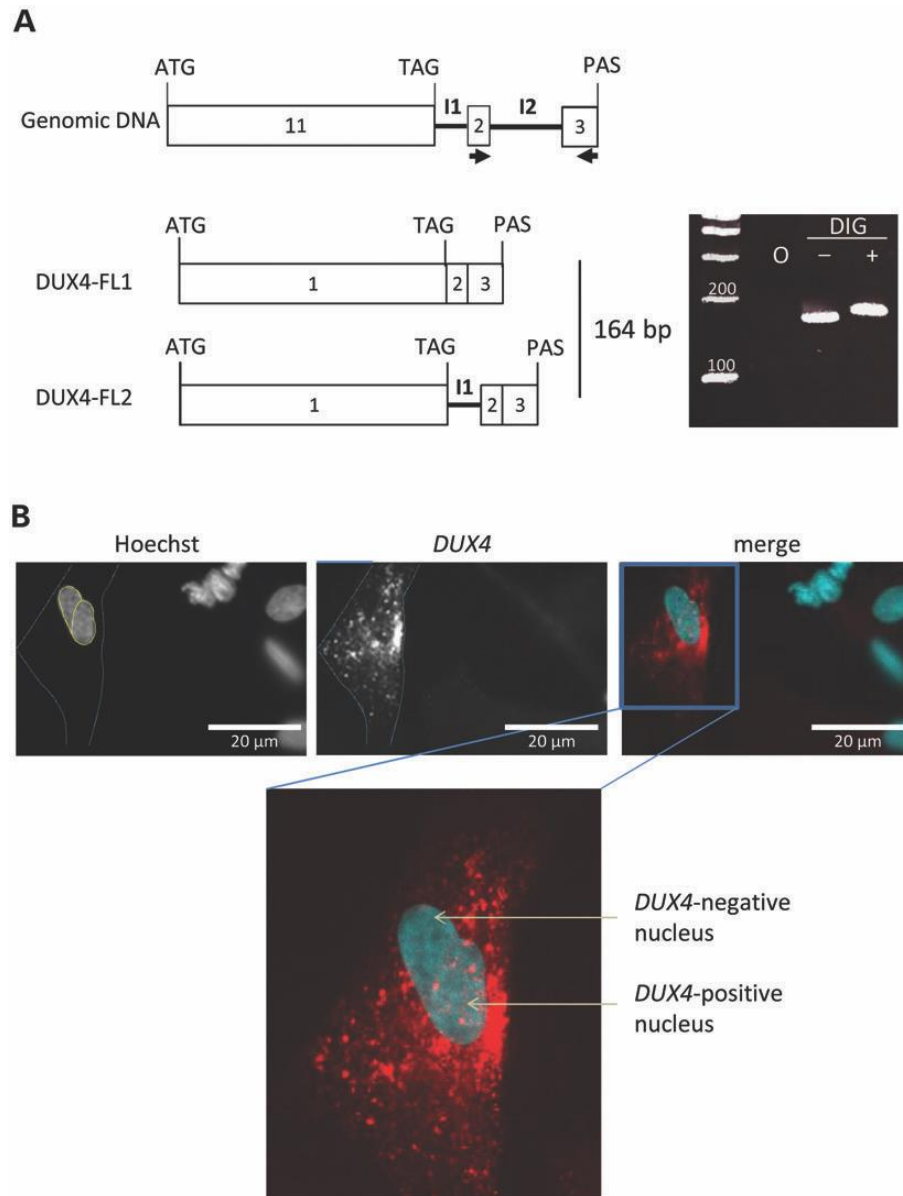 A
ATG TAG PAS
I1 I2
Genomic DNA 11 2 3
ATG TAG PAS
DUX4-FL1 1 2 3
ATG TAG PAS
I1
DUX4-FL2 1 2 3
164 bp
DIG
O – +
200
100
B
Hoechst DUX4 merge
20 µm 20 µm 20 µm
DUX4-negative
nucleus
DUX4-positive
nucleus